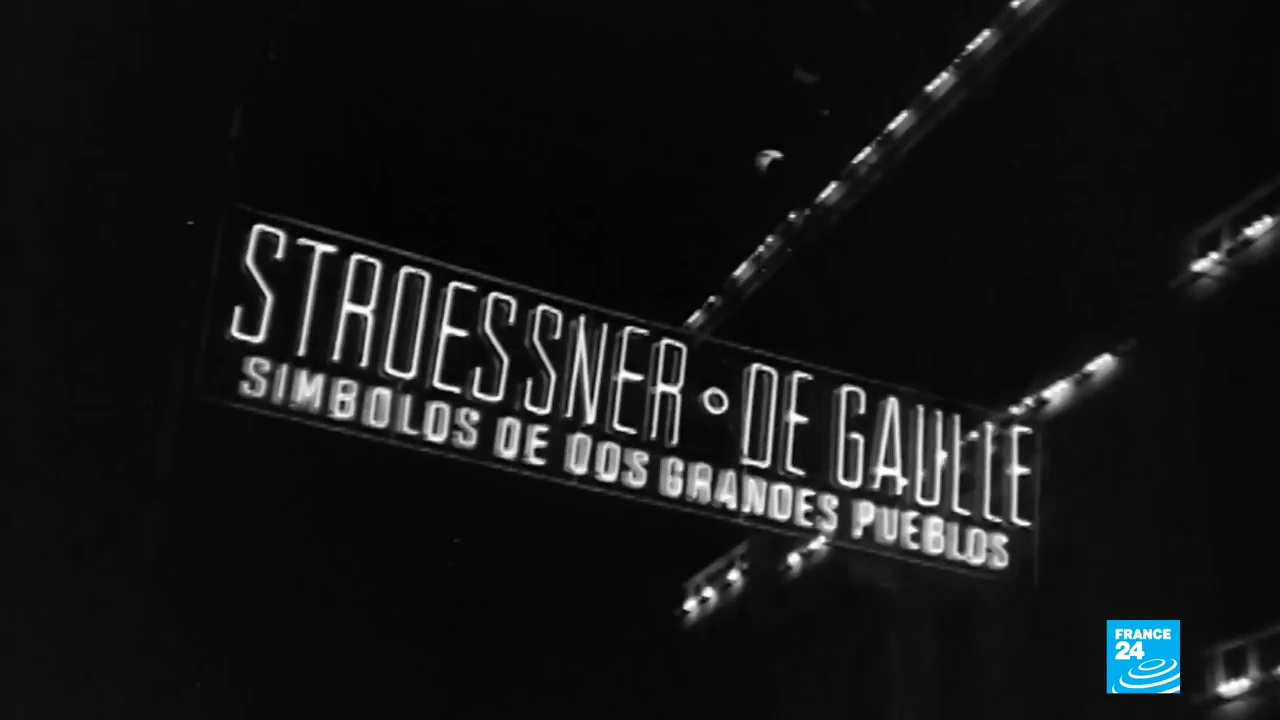 STROESSNER • DE GAULLE
SIMBOLOS DE DOS GRANDES PUEBLOS
FRANCE
24